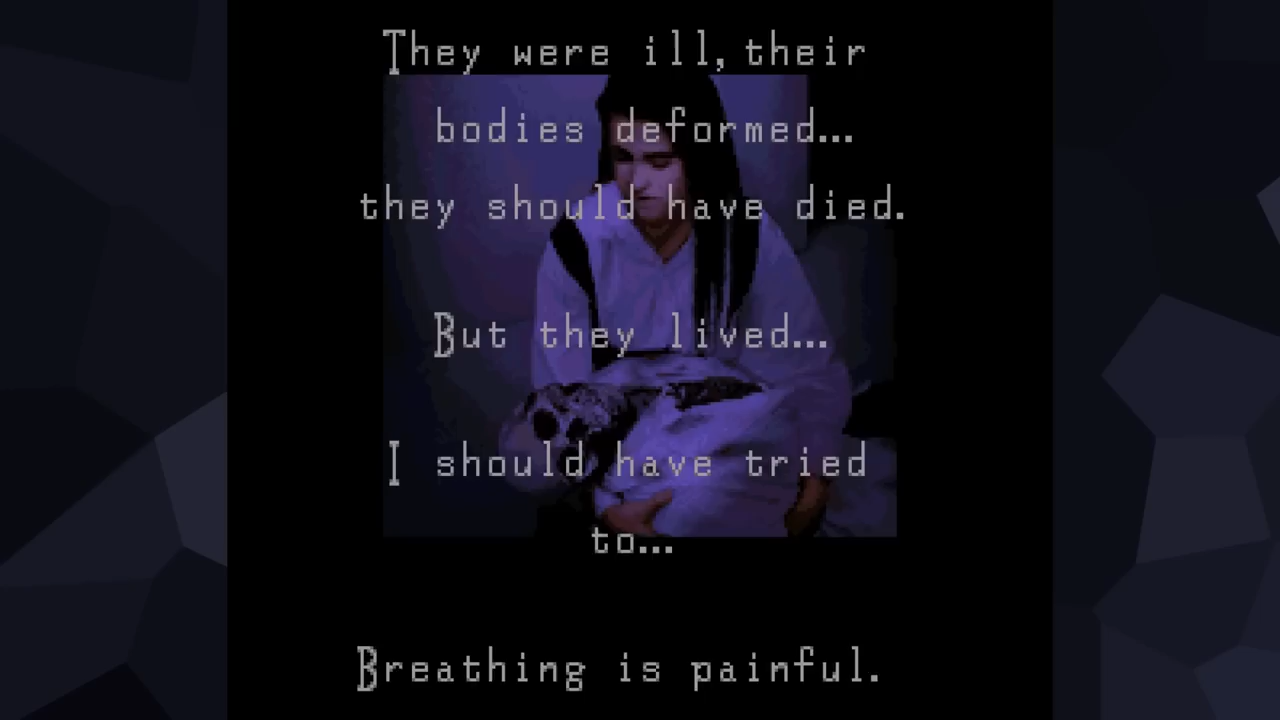 They were ill, their
bodies deformed...
they should have died.
But they lived...
I should have tried
to...
Breathing is painful.